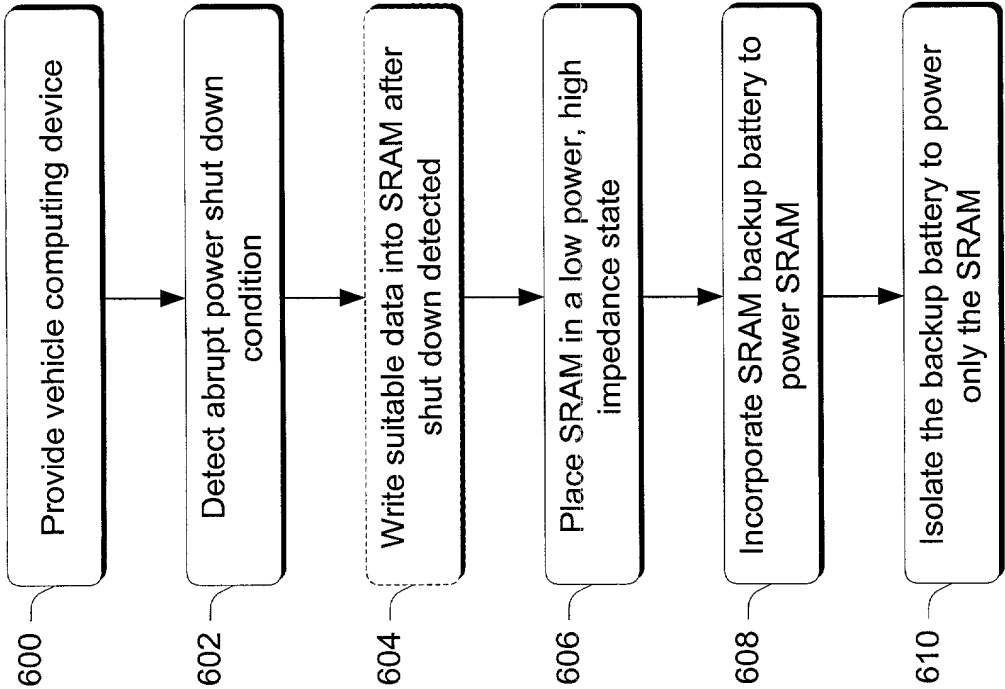 600
Provide vehicle computing device
602
Detect abrupt power shut down
condition
604
Write suitable data into SRAM after
shut down detected
606
Place SRAM in a low power, high
impedance state
608
Incorporate SRAM backup battery to
power SRAM
610
Isolate the backup battery to power
only the SRAM